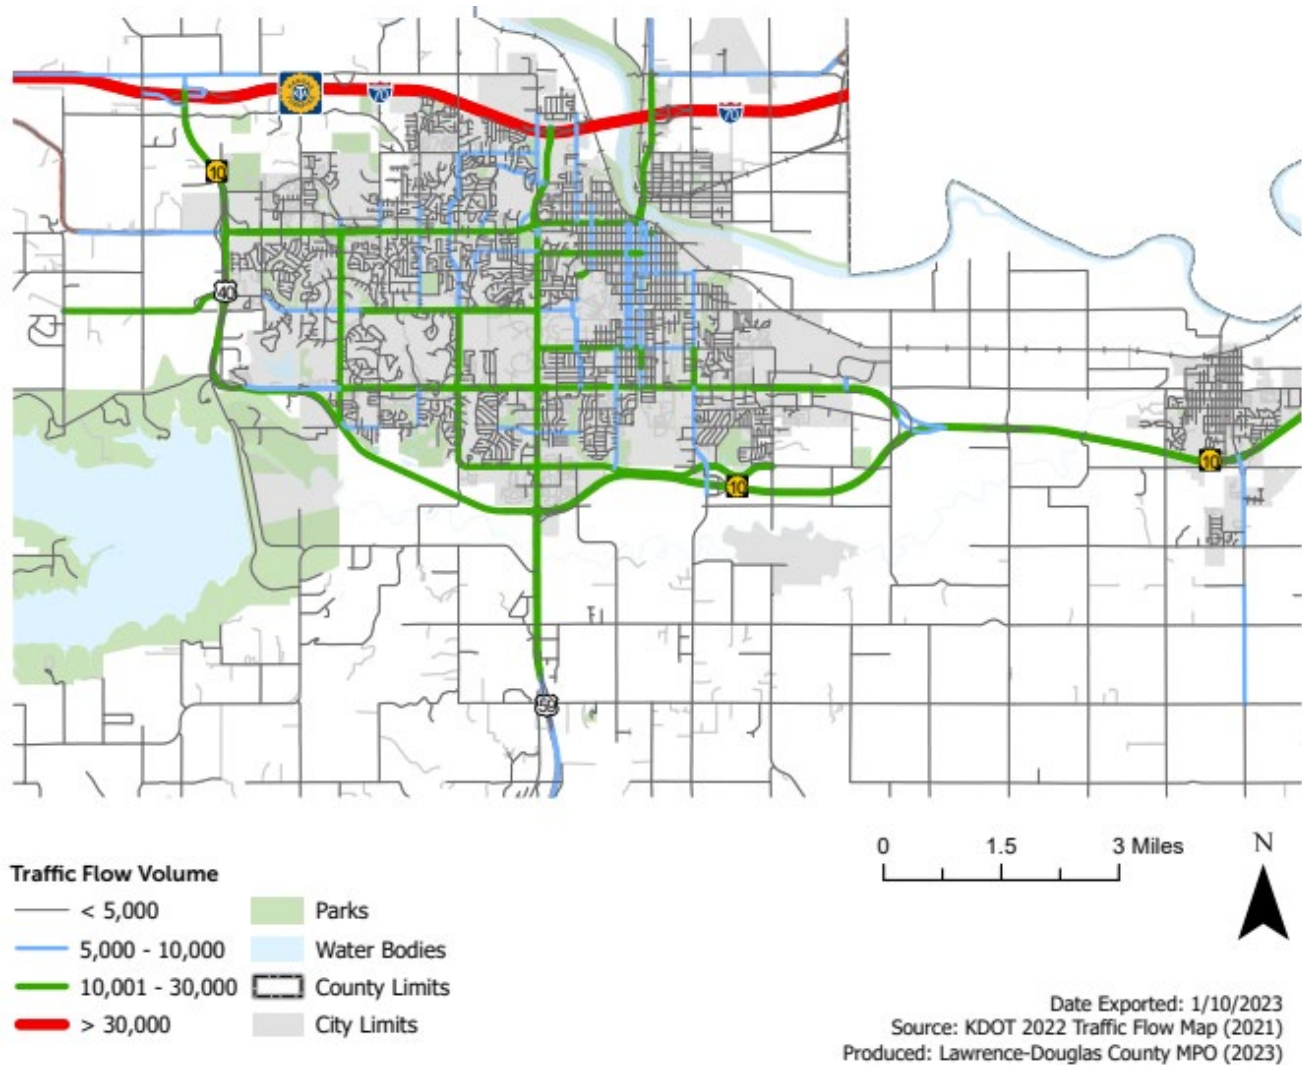 70
70
10
40
10
10
59
0 1.5 3 Miles
N
Traffic Flow Volume
< 5,000
Parks
5,000 - 10,000
Water Bodies
10,001 - 30,000
County Limits
> 30,000
City Limits
Date Exported: 1/10/2023
Source: KDOT 2022 Traffic Flow Map (2021)
Produced: Lawrence-Douglas County MPO (2023)